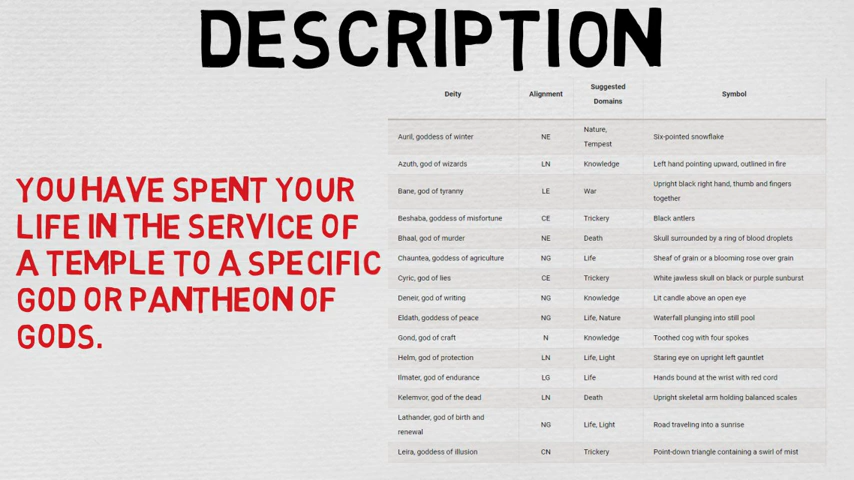 DESCRIPTION
YOU HAVE SPENT YOUR
LIFE IN THE SERVICE OF
A TEMPLE TO A SPECIFIC
GOD OR PANTHEON OF
GODS.
Deity Alignment Suggested Domains Symbol
Auril, goddess of winter NE Nature, Tempest Six-pointed snowflake
Azuth, god of wizards LN Knowledge Left hand pointing upward, outlined in fire
Bane, god of tyranny LE War Upright black right hand, thumb and fingers together
Beshaba, goddess of misfortune CE Trickery Black antlers
Bhaal, god of murder NE Death Skull surrounded by a ring of blood droplets
Chauntea, goddess of agriculture NG Life Sheaf of grain or a blooming rose over grain
Cyric, god of lies CE Trickery White jawless skull on black or purple sunburst
Deneir, god of writing NG Knowledge Lit candle above an open eye
Eldath, goddess of peace NG Life, Nature Waterfall plunging into still pool
Gond, god of craft N Knowledge Toothed cog with four spokes
Helm, god of protection LN Life, Light Staring eye on upright left gauntlet
Ilmater, god of endurance LG Life Hands bound at the wrist with red cord
Kelemvor, god of the dead LN Death Upright skeletal arm holding balanced scales
Lathander, god of birth and renewal NG Life, Light Road traveling into a sunrise
Leira, goddess of illusion CN Trickery Point-down triangle containing a swirl of mist